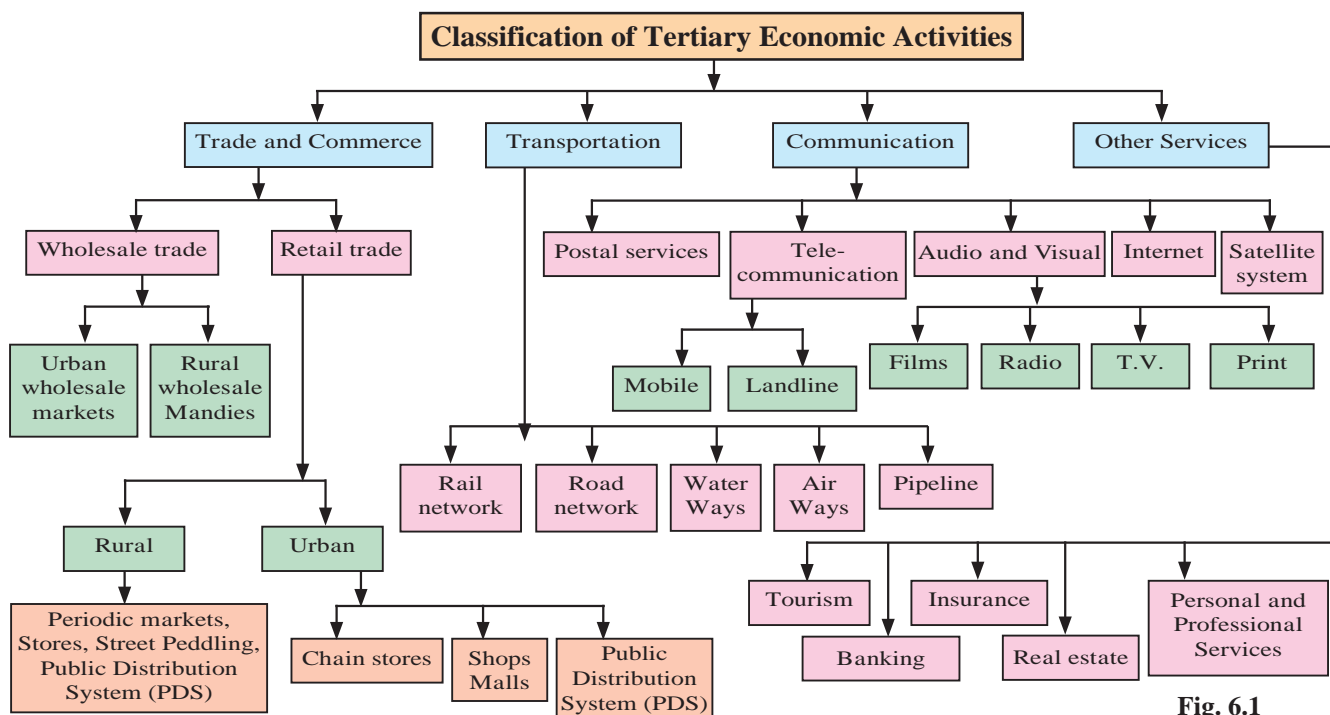 Classification of Tertiary Economic Activities
Trade and Commerce
Transportation
Communication
Other Services
Wholesale trade
Retail trade
Postal services
Tele-
communication
Audio and Visual
Internet
Satellite
system
Urban
wholesale
markets
Rural
wholesale
Mandies
Mobile
Landline
Films
Radio
T.V.
Print
Rail
network
Road
network
Water
Ways
Air
Ways
Pipeline
Rural
Urban
Periodic markets,
Stores, Street Peddling,
Public Distribution
System (PDS)
Chain stores
Shops
Malls
Public
Distribution
System (PDS)
Tourism
Banking
Insurance
Real estate
Personal and
Professional
Services
Fig. 6.1